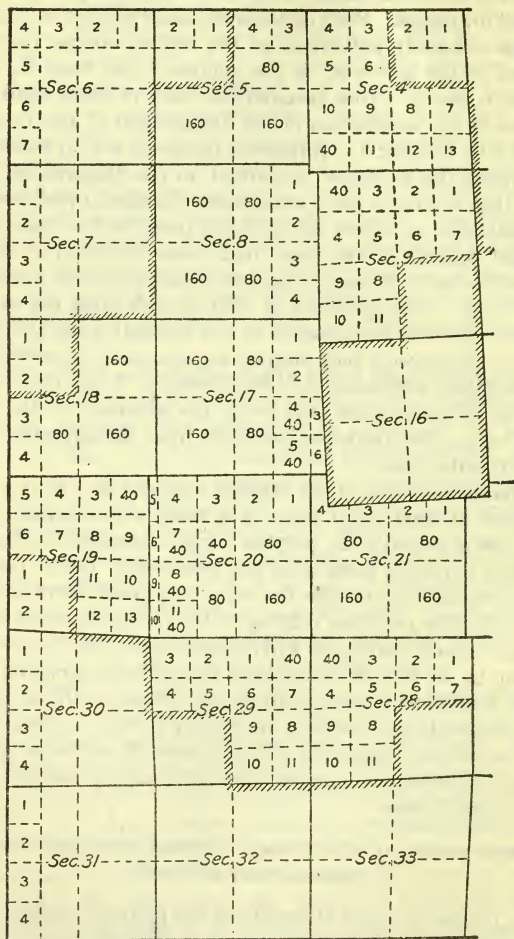 4 3 2 1 2 1 4 3 4 3 2 1
5 80 5 6
Sec. 6 Sec. 5 Sec. 4
6 10 9 8 7
7 160 160 40 11 12 13
1 160 80 1 40 3 2 1
2 2 4 5 6 7
Sec. 7 Sec. 8 Sec. 9
3 160 80 3 9 8
4 4 10 11
1 160 160 80 1
2 2
Sec. 18 Sec. 17 4 3 Sec. 16
3 40
80 160 160 80 5
4 40 6
5 4 3 40 5 4 3 2 1 4 3 2 1
6 7 8 9 6 7 40 80 80 80
40
Sec. 19 Sec. 20 Sec. 21
1 11 10 9 8
40 80 160 160 160
2 12 13 10 11
40
1 3 2 1 40 40 3 2 1
2 4 5 6 7 4 5 6 7
Sec. 30 Sec. 29 Sec. 28
3 9 8 9 8
4 10 11 10 11
1
2
Sec. 31 Sec. 32 Sec. 33
3
4